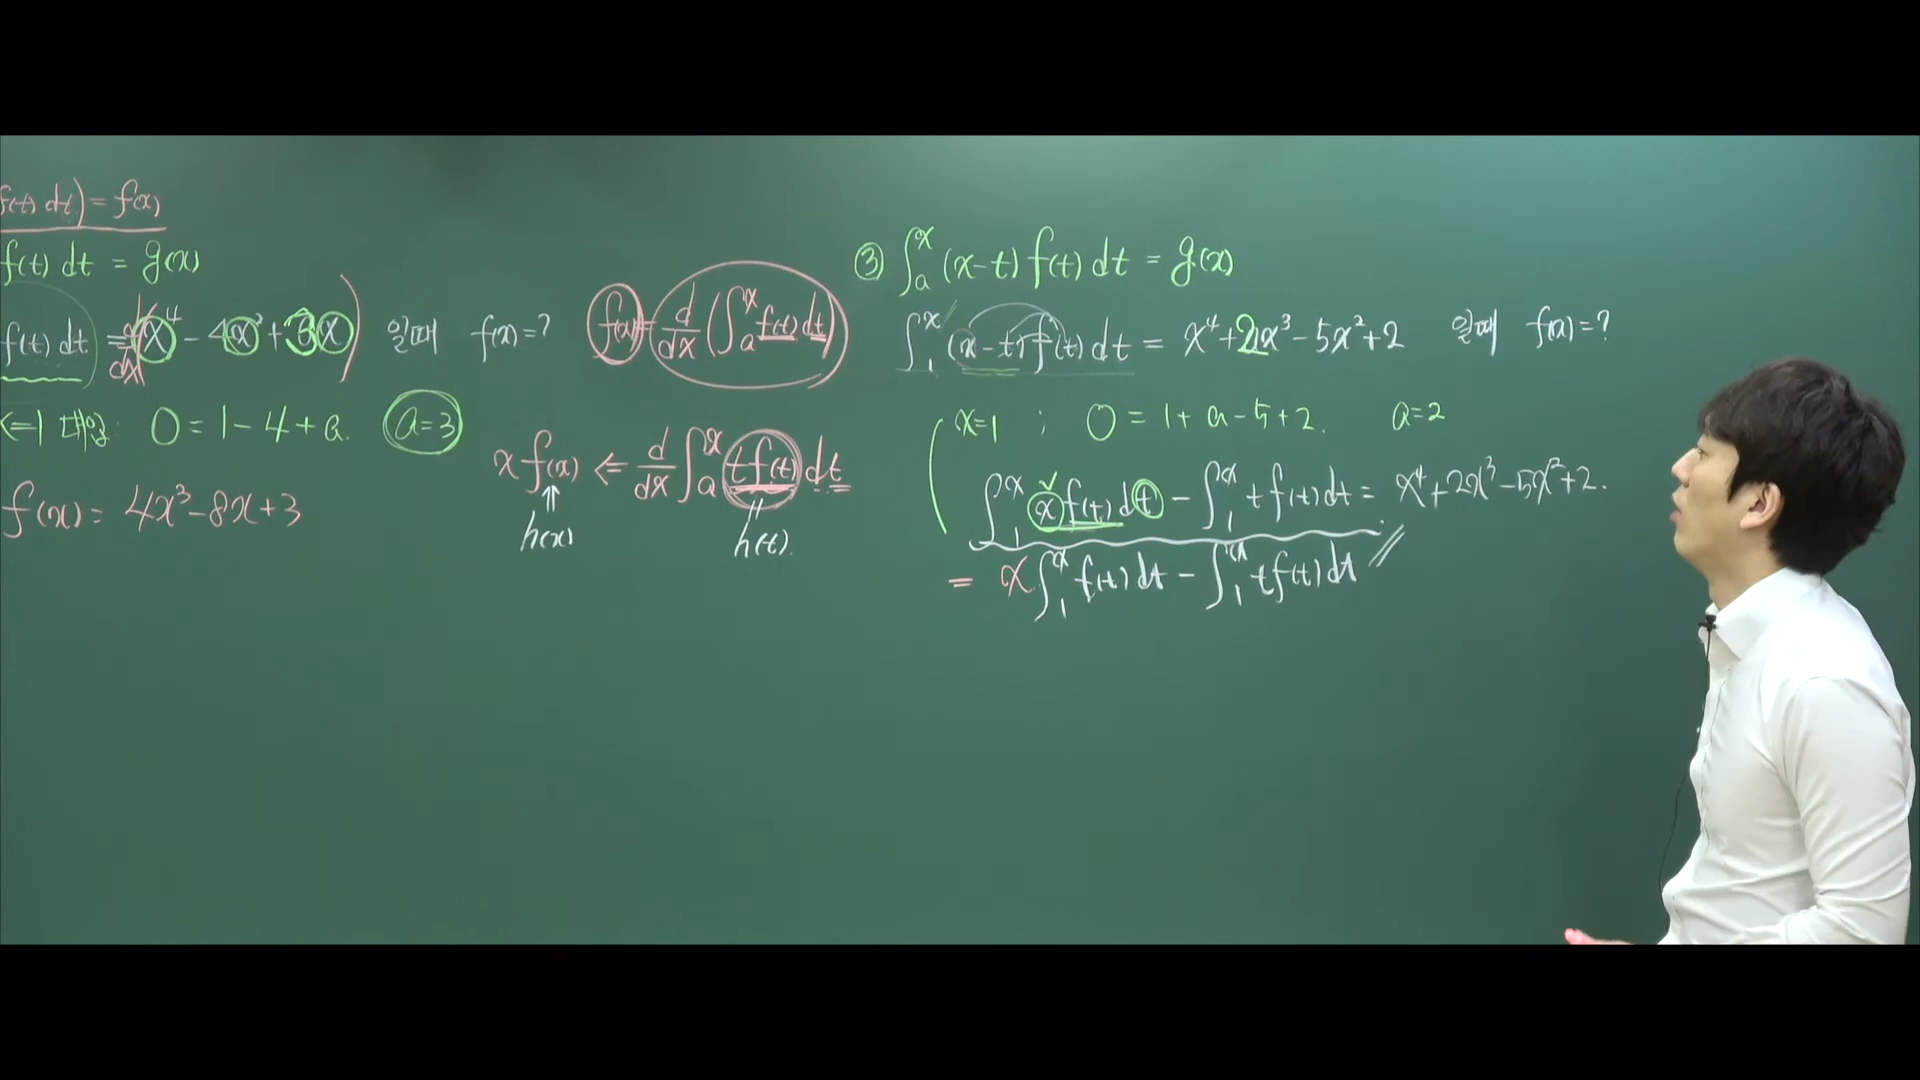 f(t) dt) = f(x)
f(t) dt = g(x)
f(t) dt = d/dx (x⁴ - 4x² + 3x) 일때 f(x)=?
x=1 대입: 0 = 1 - 4 + a. a=3
f(x) = 4x³ - 8x + 3
f(x) = d/dx (∫ₐˣ f(t) dt)
x f(x) ⇐ d/dx ∫ₐˣ t f(t) dt
⇑ "
h(x) h(t).
③ ∫ₐˣ (x-t) f(t) dt = g(x)
∫₁ˣ (x-t) f(t) dt = x⁴ + 2x³ - 5x² + 2 일때 f(x)=?
x=1 ; 0 = 1 + a - 5 + 2. a=2
∫₁ˣ x f(t) dt - ∫₁ˣ t f(t) dt = x⁴ + 2x³ - 5x² + 2.
= x ∫₁ˣ f(t) dt - ∫₁ˣ t f(t) dt //